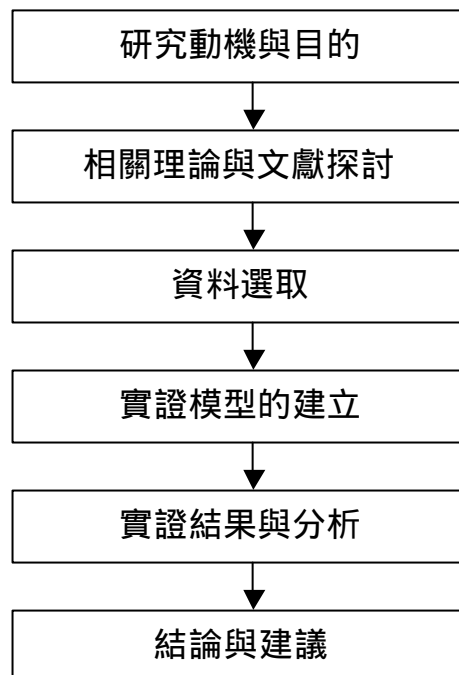 研究動機與目的
相關理論與文獻探討
資料選取
實證模型的建立
實證結果與分析
結論與建議